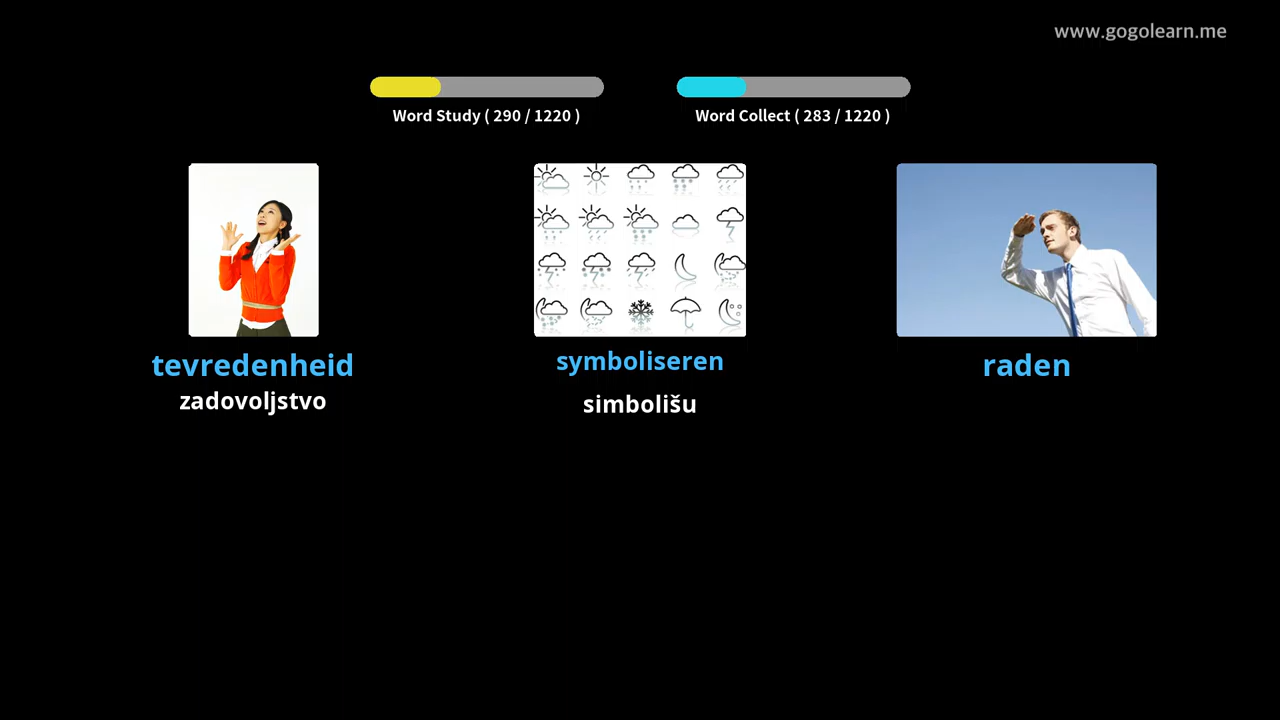 www.gogolearn.me
Word Study ( 290 / 1220 )
Word Collect ( 283 / 1220 )
tevredenheid
zadovoljstvo
symboliseren
simbolišu
raden